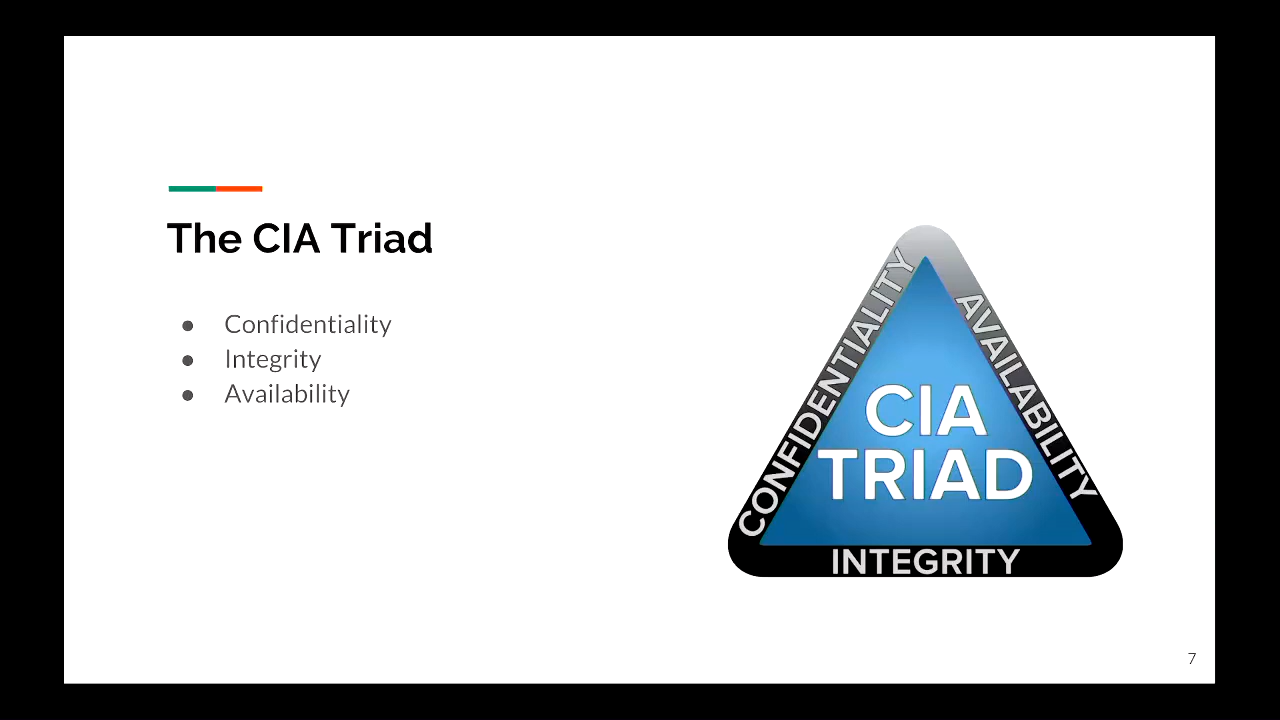 The CIA Triad
● Confidentiality
● Integrity
● Availability
CONFIDENTIALITY
AVAILABILITY
CIA
TRIAD
INTEGRITY
7